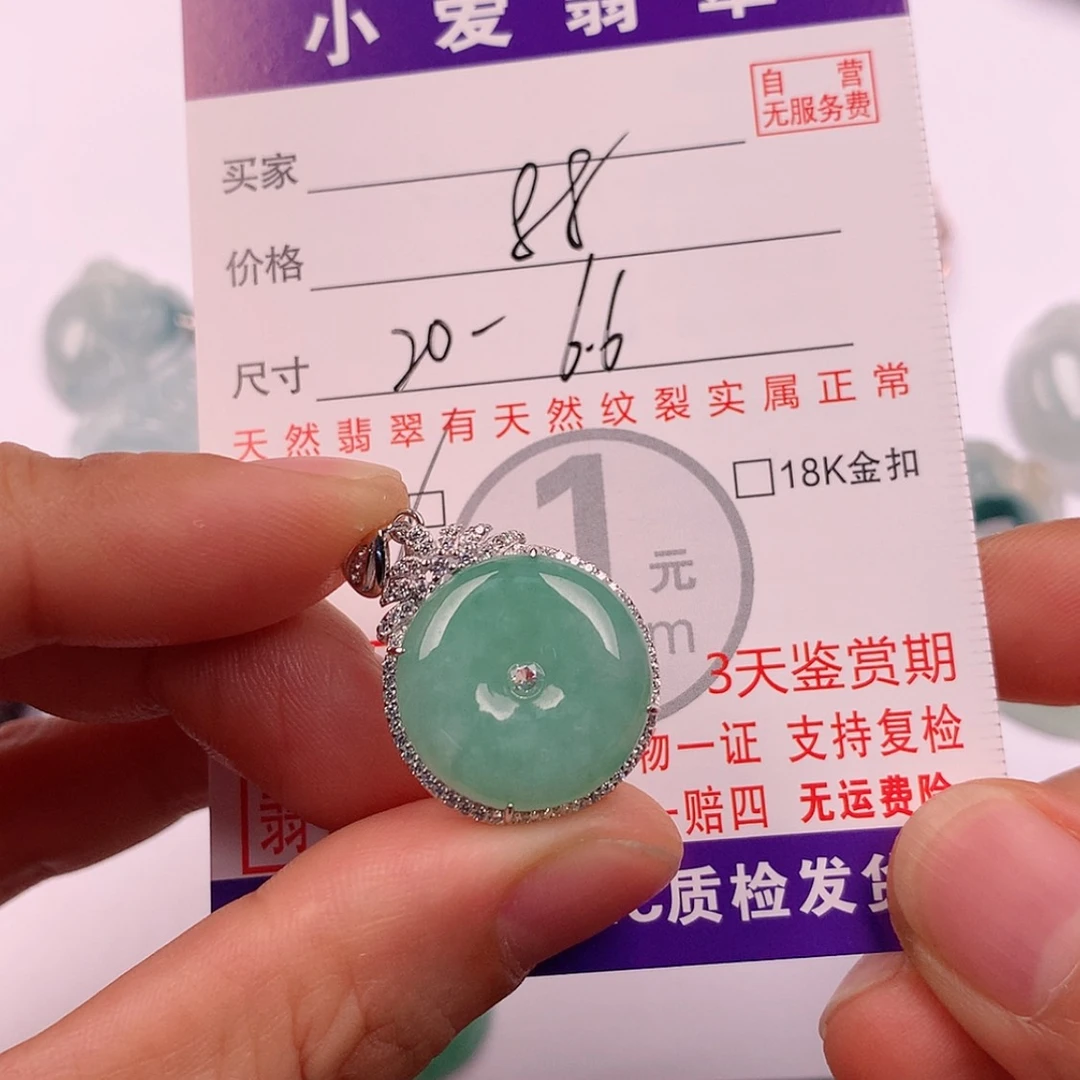 小爱翡翠
自营
无服务费
买家
价格 88
尺寸 20-6.6
天然翡翠有天然纹裂实属正常
18K金扣
1元
m
3天鉴赏期
物一证 支持复检
赔四 无运费险
翡
质检发货